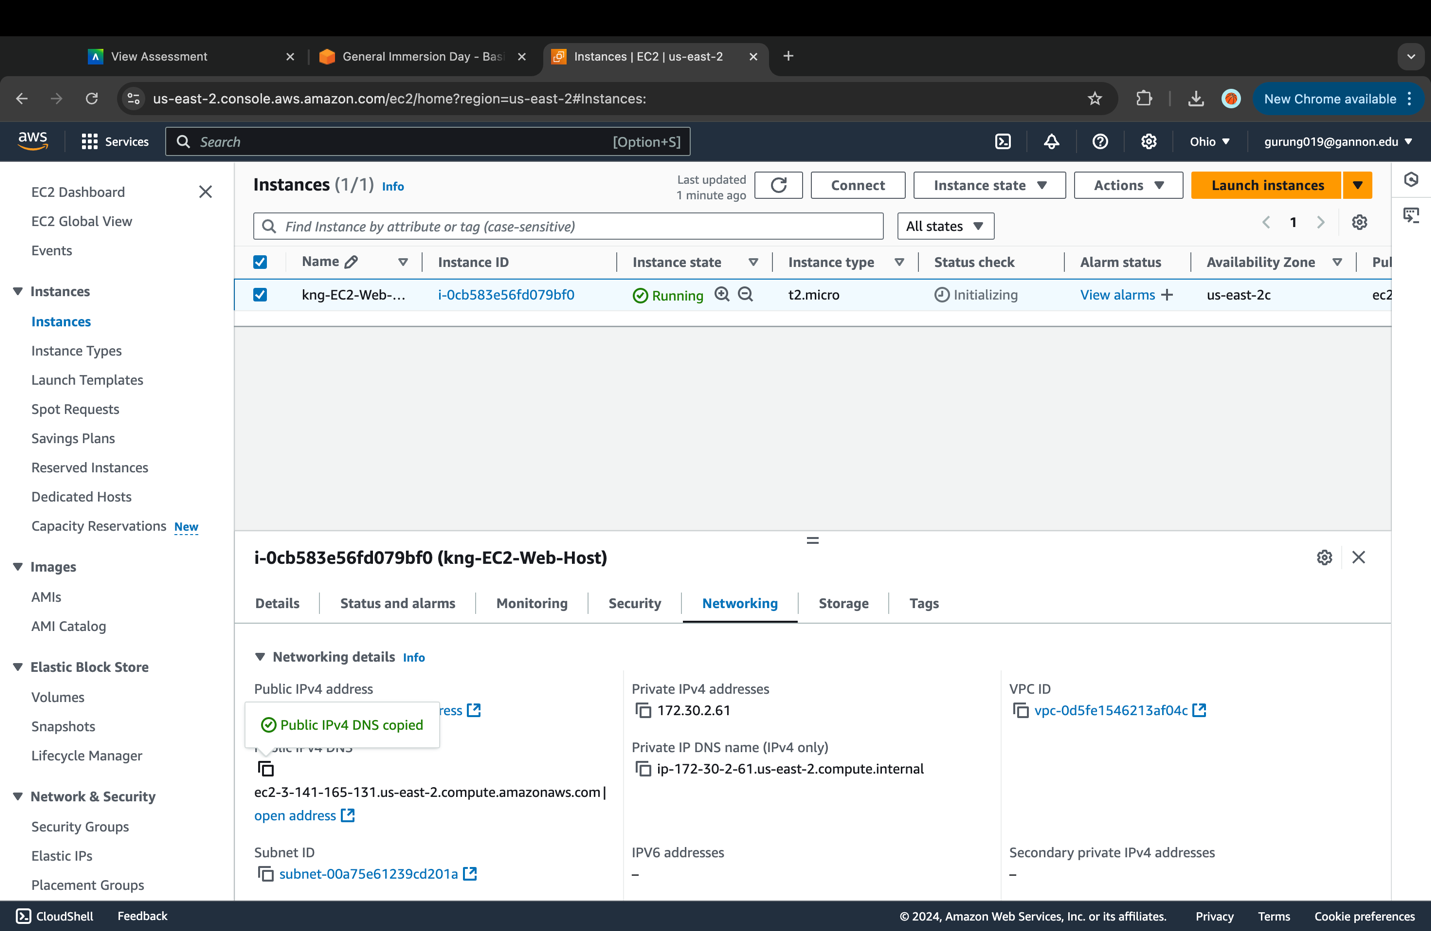 View Assessment
General Immersion Day - Bas
Instances | EC2 | us-east-2
us-east-2.console.aws.amazon.com/ec2/home?region=us-east-2#Instances:
New Chrome available
aws
Services
Search
[Option+S]
Ohio
gurung019@gannon.edu
EC2 Dashboard
EC2 Global View
Events
Instances
Instances
Instance Types
Launch Templates
Spot Requests
Savings Plans
Reserved Instances
Dedicated Hosts
Capacity Reservations New
Images
AMIs
AMI Catalog
Elastic Block Store
Volumes
Snapshots
Lifecycle Manager
Network & Security
Security Groups
Elastic IPs
Placement Groups
Instances (1/1) Info
Last updated
1 minute ago
Connect
Instance state
Actions
Launch instances
Find Instance by attribute or tag (case-sensitive)
All states
1
Name
Instance ID
Instance state
Instance type
Status check
Alarm status
Availability Zone
Pul
kng-EC2-Web-...
i-0cb583e56fd079bf0
Running
t2.micro
Initializing
View alarms +
us-east-2c
ec2
i-0cb583e56fd079bf0 (kng-EC2-Web-Host)
Details
Status and alarms
Monitoring
Security
Networking
Storage
Tags
Networking details Info
Public IPv4 address
ress
Public IPv4 DNS copied
Public IPv4 DNS
ec2-3-141-165-131.us-east-2.compute.amazonaws.com |
open address
Subnet ID
subnet-00a75e61239cd201a
Private IPv4 addresses
172.30.2.61
Private IP DNS name (IPv4 only)
ip-172-30-2-61.us-east-2.compute.internal
IPV6 addresses
–
VPC ID
vpc-0d5fe1546213af04c
Secondary private IPv4 addresses
–
CloudShell
Feedback
© 2024, Amazon Web Services, Inc. or its affiliates.
Privacy
Terms
Cookie preferences